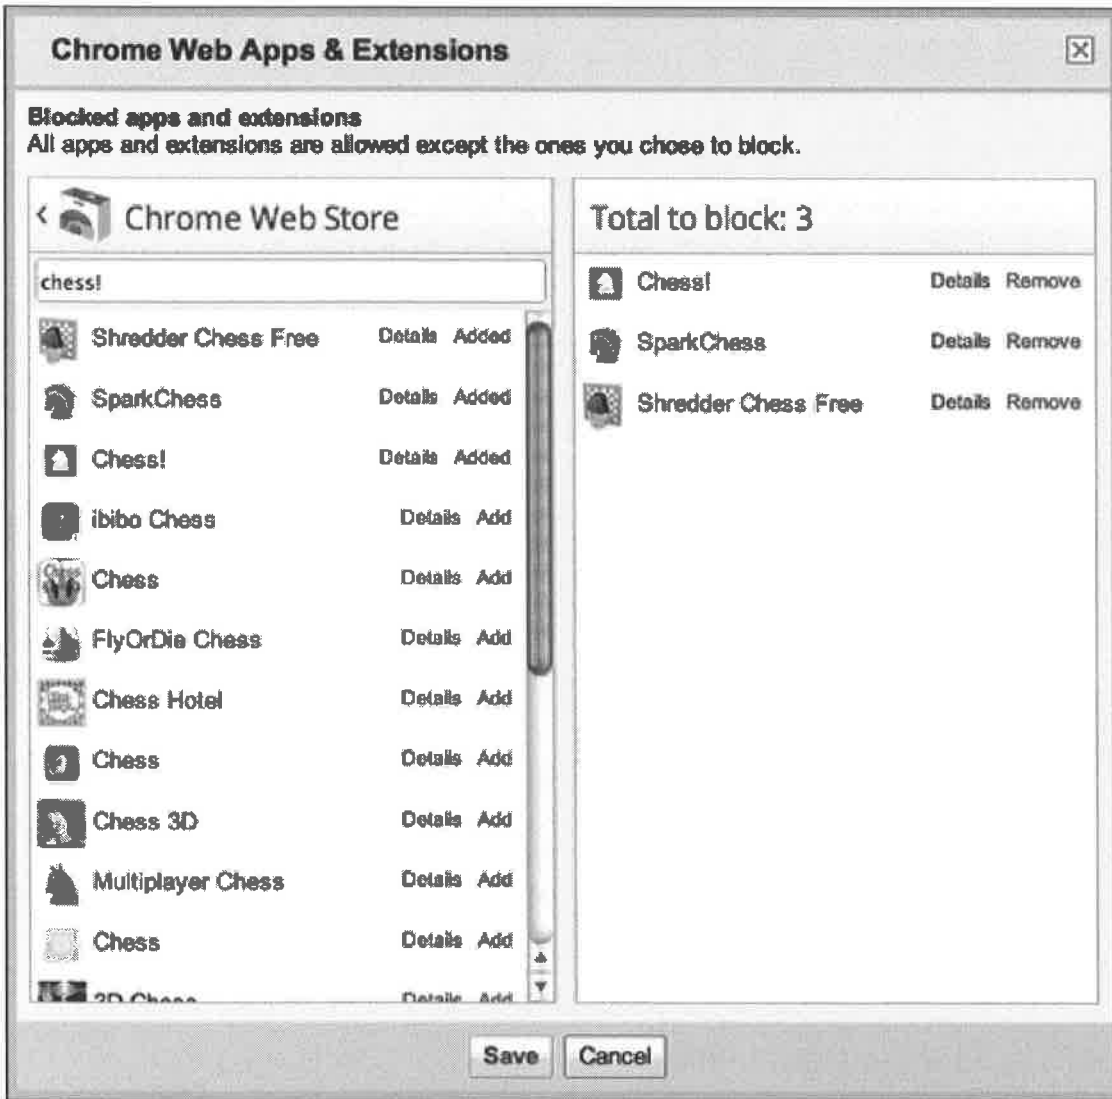 Chrome Web Apps & Extensions
Blocked apps and extensions
All apps and extensions are allowed except the ones you chose to block.
Chrome Web Store
chess!
Shredder Chess Free Details Added
SparkChess Details Added
Chess! Details Added
ibibo Chess Details Add
Chess Details Add
FlyOrDie Chess Details Add
Chess Hotel Details Add
Chess Details Add
Chess 3D Details Add
Multiplayer Chess Details Add
Chess Details Add
3D Chess Details Add
Total to block: 3
Chess! Details Remove
SparkChess Details Remove
Shredder Chess Free Details Remove
Save Cancel